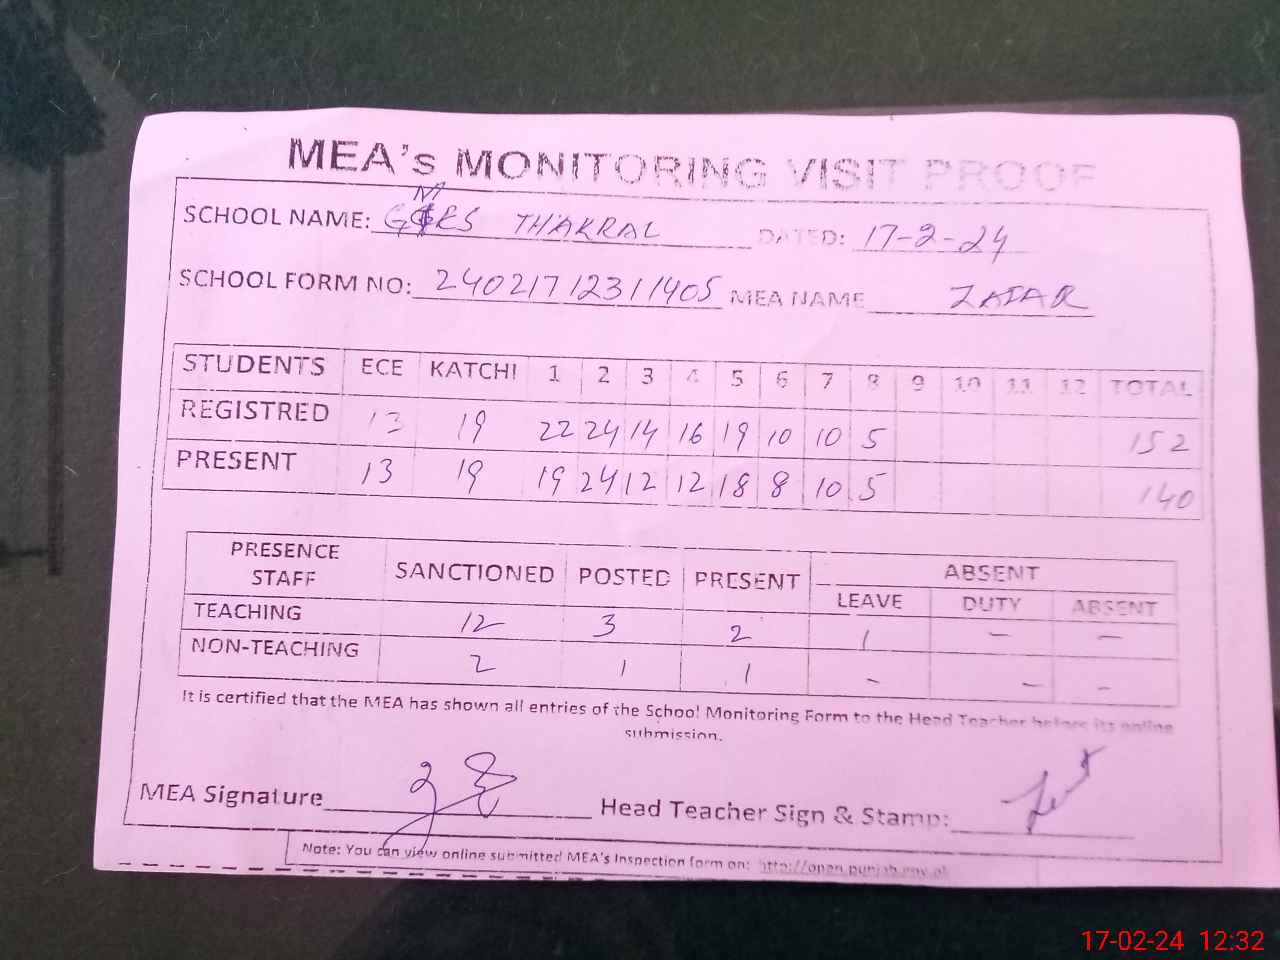 MEA's MONITORING VISIT PROOF
SCHOOL NAME: GMES THAKRAL DATED: 17-2-24
SCHOOL FORM NO: 24021712311405 MEA NAME ZAFAR
STUDENTS ECE KATCHI 1 2 3 4 5 6 7 8 9 10 11 12 TOTAL
REGISTRED 13 19 22 24 14 16 19 10 10 5 152
PRESENT 13 19 19 24 12 12 18 8 10 5 140
PRESENCE STAFF SANCTIONED POSTED PRESENT ABSENT
LEAVE DUTY ABSENT
TEACHING 12 3 2 1 - -
NON-TEACHING 2 1 1 - - -
It is certified that the MEA has shown all entries of the School Monitoring Form to the Head Teacher before its online
submission.
MEA Signature Head Teacher Sign & Stamp:
Note: You can view online submitted MEA's Inspection form on: http://open.punjab.gov.pk
17-02-24 12:32